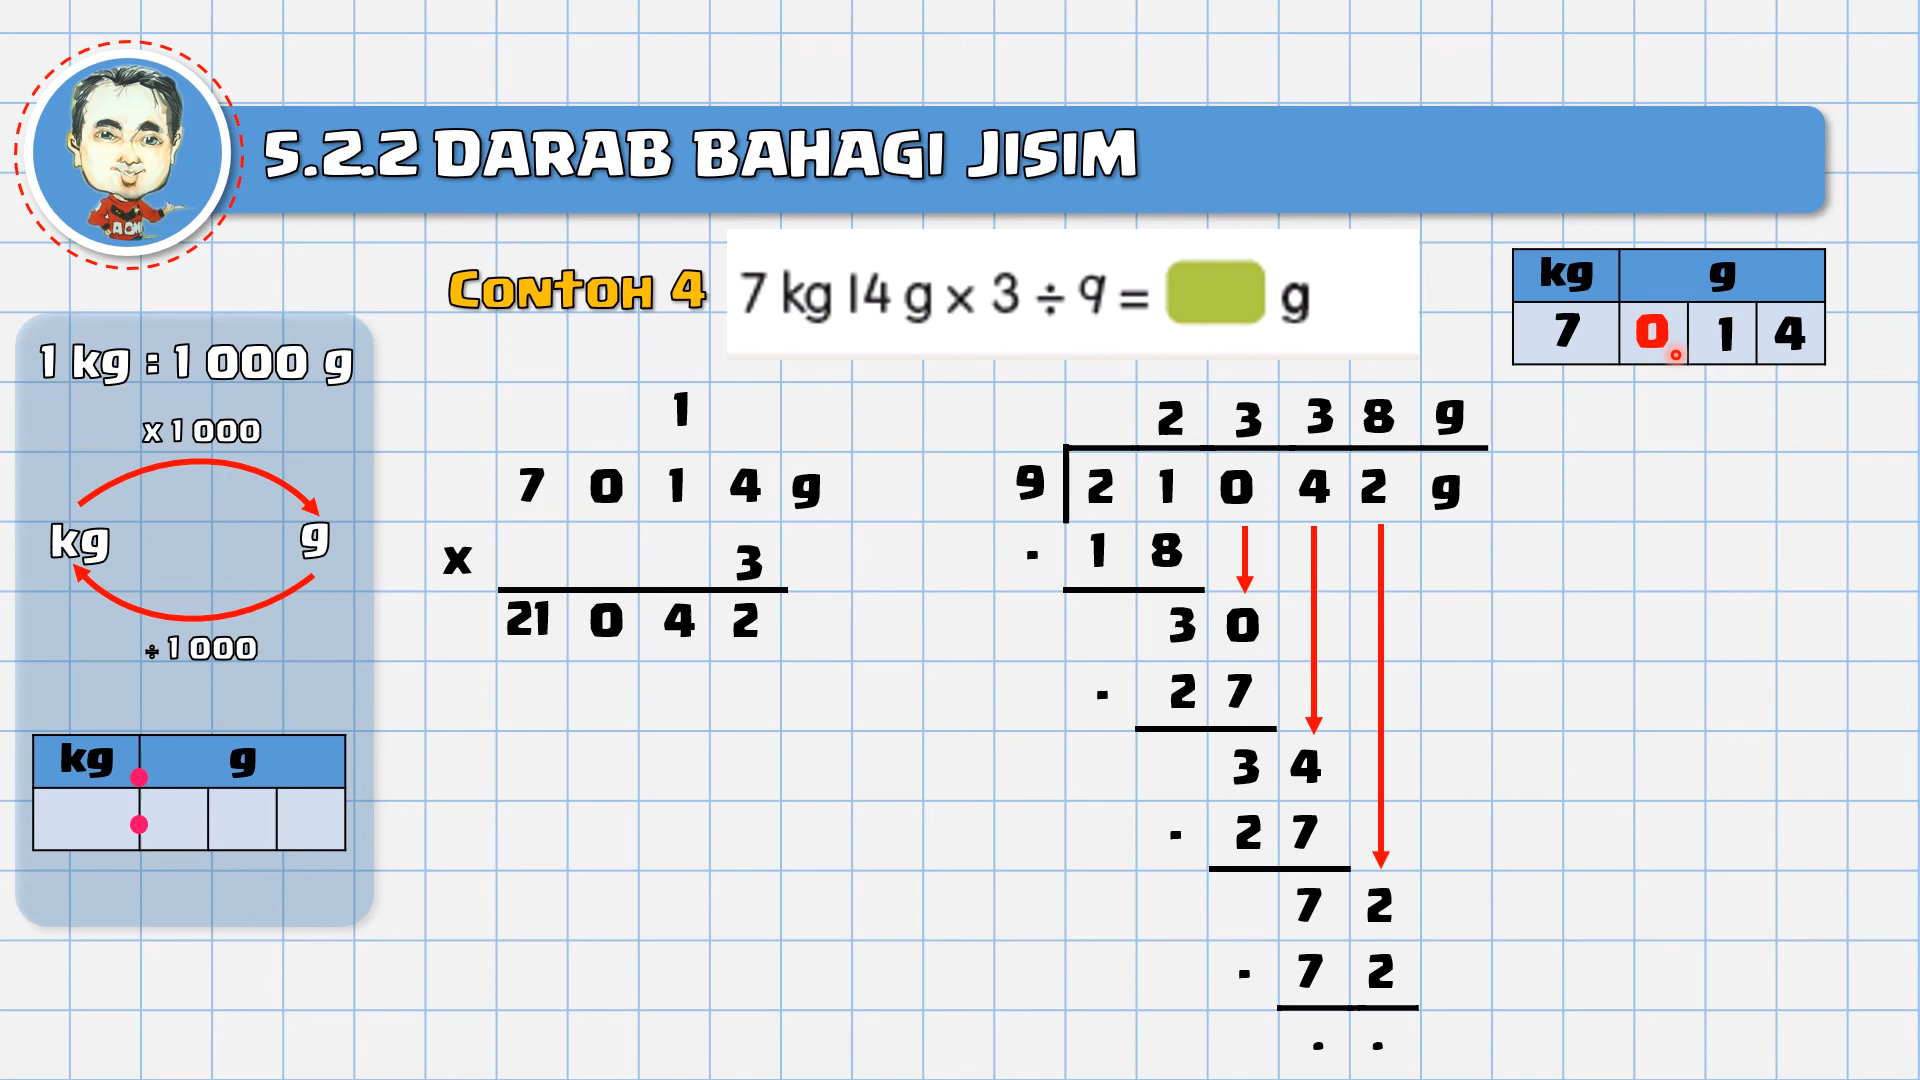 5.2.2 DARAB BAHAGI JISIM
Contoh 4
7 kg 14 g x 3 ÷ 9 = g
kg g
7 0 1 4
1 kg : 1 000 g
x 1 000
kg g
÷ 1 000
kg g
1
7 0 1 4 g
x 3
21 0 4 2
2 3 3 8 g
9 2 1 0 4 2 g
- 1 8
3 0
- 2 7
3 4
- 2 7
7 2
- 7 2
. .
AOM